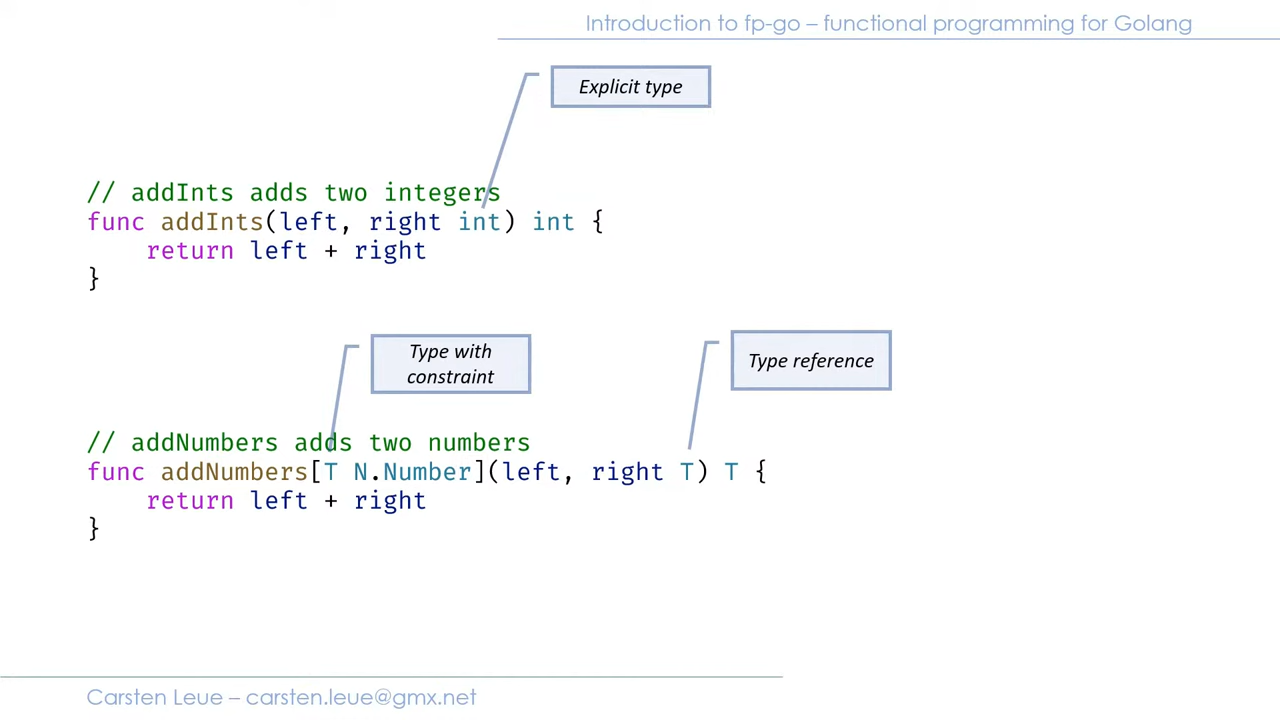 Introduction to fp-go – functional programming for Golang
Explicit type
// addInts adds two integers
func addInts(left, right int) int {
    return left + right
}
Type with
constraint
Type reference
// addNumbers adds two numbers
func addNumbers[T N.Number](left, right T) T {
    return left + right
}
Carsten Leue – carsten.leue@gmx.net